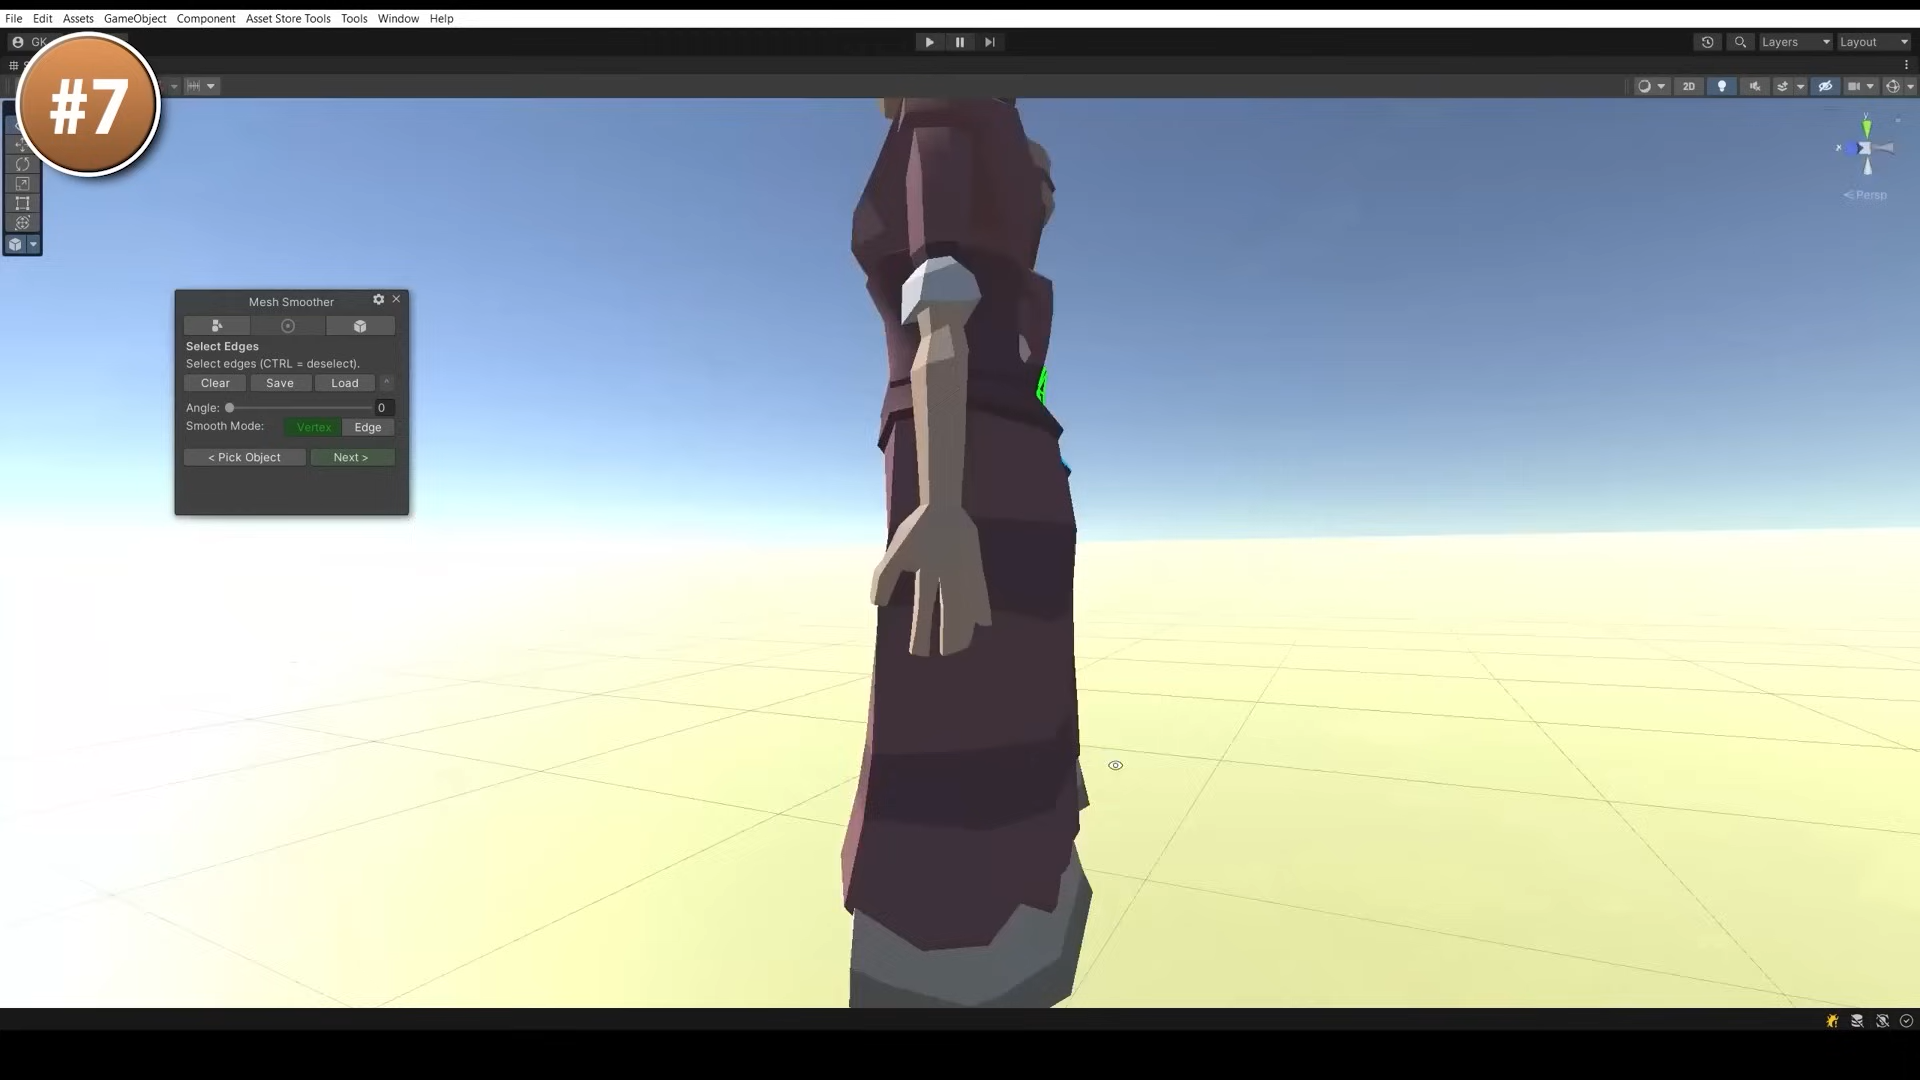 File Edit Assets GameObject Component Asset Store Tools Tools Window Help
GK
Layers
Layout
#7
2D
y
x
Persp
Mesh Smoother
Select Edges
Select edges (CTRL = deselect).
Clear Save Load ^
Angle: 0
Smooth Mode: Vertex Edge
< Pick Object Next >